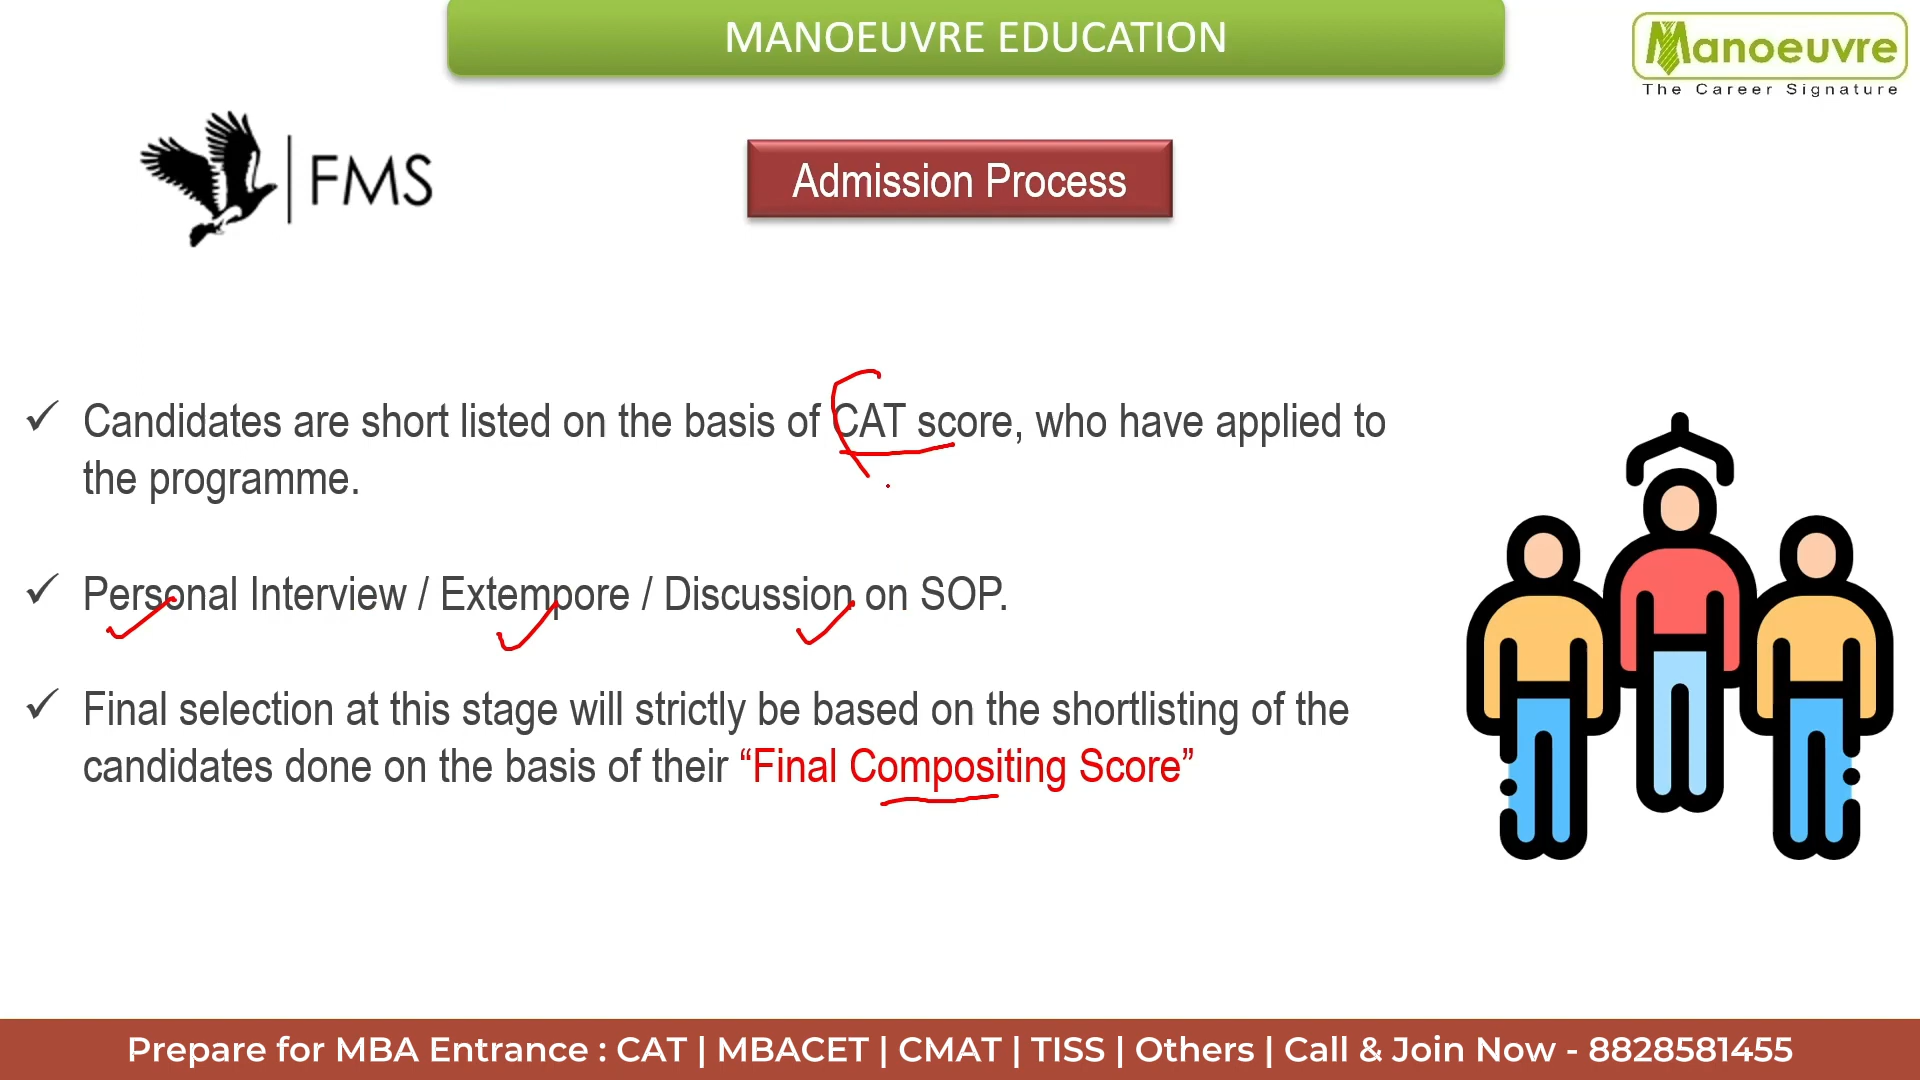 MANOEUVRE EDUCATION
Manoeuvre
The Career Signature
FMS
Admission Process
Candidates are short listed on the basis of CAT score, who have applied to
the programme.
Personal Interview / Extempore / Discussion on SOP.
Final selection at this stage will strictly be based on the shortlisting of the
candidates done on the basis of their “Final Compositing Score”
Prepare for MBA Entrance : CAT | MBACET | CMAT | TISS | Others | Call & Join Now - 8828581455